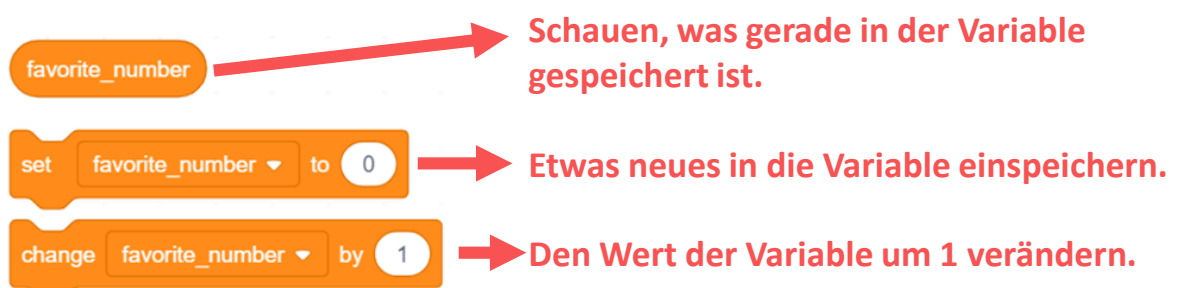 favorite_number
Schauen, was gerade in der Variable
gespeichert ist.
set favorite_number to 0
Etwas neues in die Variable einspeichern.
change favorite_number by 1
Den Wert der Variable um 1 verändern.